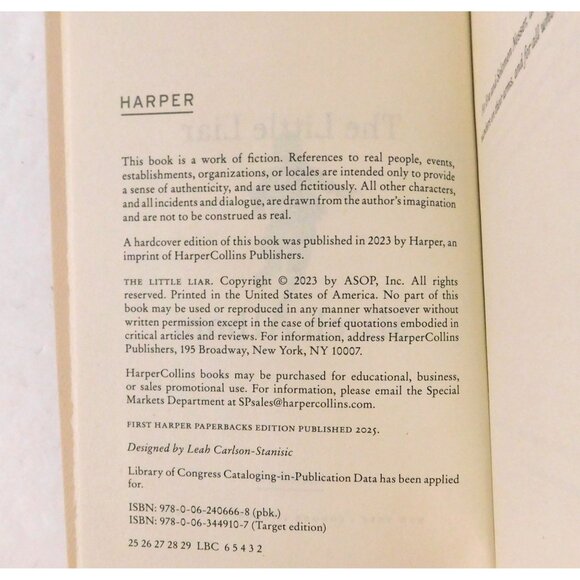 HARPER
This book is a work of fiction. References to real people, events,
establishments, organizations, or locales are intended only to provide
a sense of authenticity, and are used fictitiously. All other characters,
and all incidents and dialogue, are drawn from the author's imagination
and are not to be construed as real.
A hardcover edition of this book was published in 2023 by Harper, an
imprint of HarperCollins Publishers.
THE LITTLE LIAR. Copyright © 2023 by ASOP, Inc. All rights
reserved. Printed in the United States of America. No part of this
book may be used or reproduced in any manner whatsoever without
written permission except in the case of brief quotations embodied in
critical articles and reviews. For information, address HarperCollins
Publishers, 195 Broadway, New York, NY 10007.
HarperCollins books may be purchased for educational, business,
or sales promotional use. For information, please email the Special
Markets Department at SPsales@harpercollins.com.
FIRST HARPER PAPERBACKS EDITION PUBLISHED 2025.
Designed by Leah Carlson-Stanisic
Library of Congress Cataloging-in-Publication Data has been applied
for.
ISBN: 978-0-06-240666-8 (pbk.)
ISBN: 978-0-06-344910-7 (Target edition)
25 26 27 28 29 LBC 6 5 4 3 2
The Little Liar